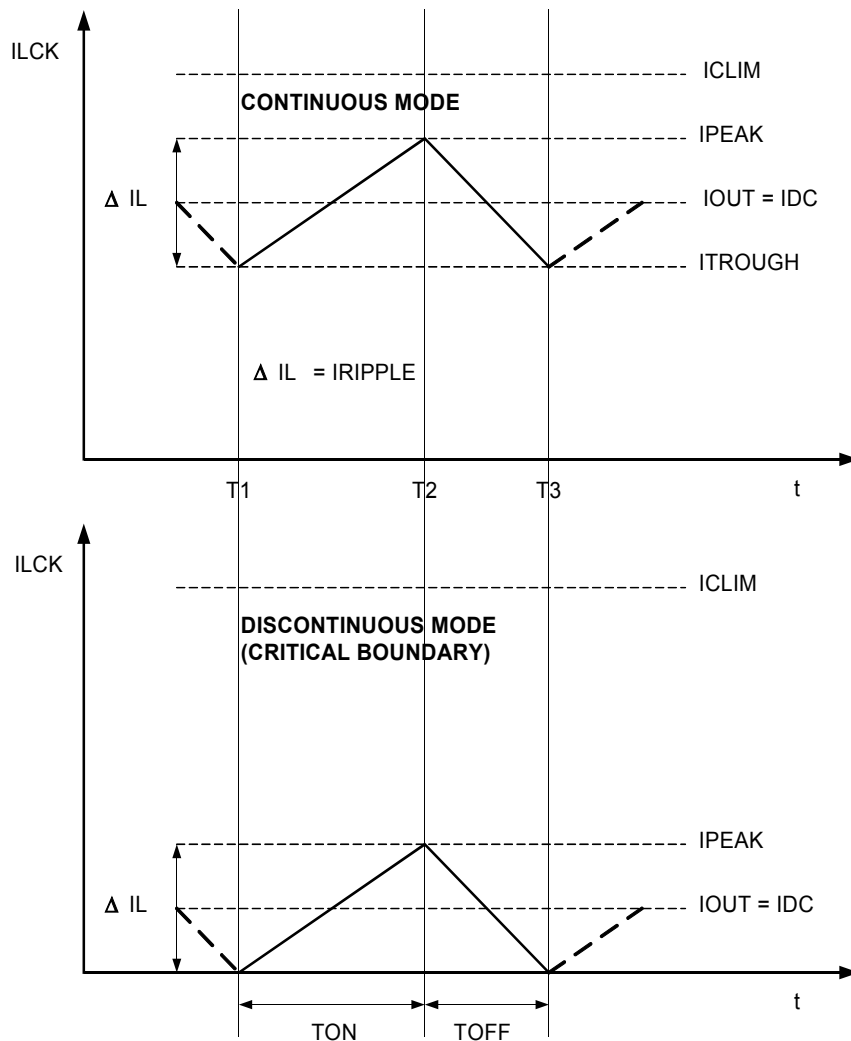 ILCK
ICLIM
CONTINUOUS MODE
IPEAK
Δ IL
IOUT = IDC
ITROUGH
Δ IL = IRIPPLE
T1
T2
T3
t
ILCK
ICLIM
DISCONTINUOUS MODE
(CRITICAL BOUNDARY)
IPEAK
Δ IL
IOUT = IDC
t
TON
TOFF